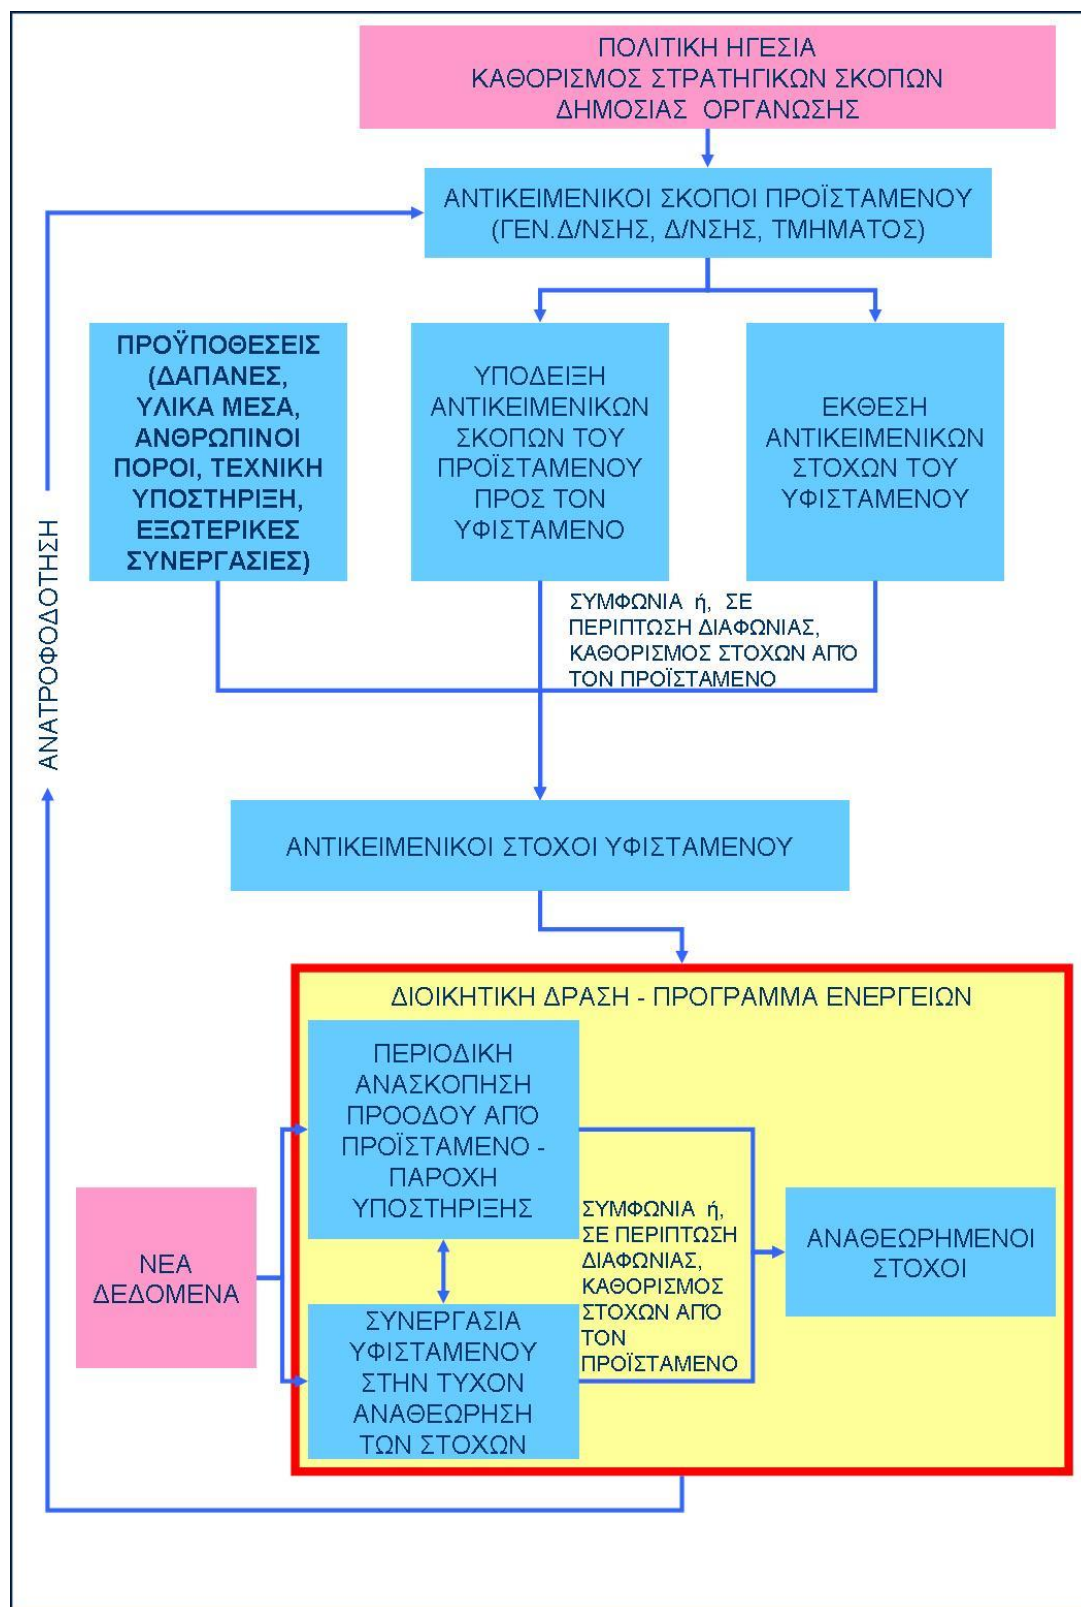 ΠΟΛΙΤΙΚΗ ΗΓΕΣΙΑ
ΚΑΘΟΡΙΣΜΟΣ ΣΤΡΑΤΗΓΙΚΩΝ ΣΚΟΠΩΝ
ΔΗΜΟΣΙΑΣ ΟΡΓΑΝΩΣΗΣ
ΑΝΤΙΚΕΙΜΕΝΙΚΟΙ ΣΚΟΠΟΙ ΠΡΟΪΣΤΑΜΕΝΟΥ
(ΓΕΝ.Δ/ΝΣΗΣ, Δ/ΝΣΗΣ, ΤΜΗΜΑΤΟΣ)
ΠΡΟΫΠΟΘΕΣΕΙΣ
(ΔΑΠΑΝΕΣ,
ΥΛΙΚΑ ΜΕΣΑ,
ΑΝΘΡΩΠΙΝΟΙ
ΠΟΡΟΙ, ΤΕΧΝΙΚΗ
ΥΠΟΣΤΗΡΙΞΗ,
ΕΞΩΤΕΡΙΚΕΣ
ΣΥΝΕΡΓΑΣΙΕΣ)
ΥΠΟΔΕΙΞΗ
ΑΝΤΙΚΕΙΜΕΝΙΚΩΝ
ΣΚΟΠΩΝ ΤΟΥ
ΠΡΟΪΣΤΑΜΕΝΟΥ
ΠΡΟΣ ΤΟΝ
ΥΦΙΣΤΑΜΕΝΟ
ΕΚΘΕΣΗ
ΑΝΤΙΚΕΙΜΕΝΙΚΩΝ
ΣΤΟΧΩΝ ΤΟΥ
ΥΦΙΣΤΑΜΕΝΟΥ
ΑΝΑΤΡΟΦΟΔΟΤΗΣΗ
ΣΥΜΦΩΝΙΑ ή, ΣΕ
ΠΕΡΙΠΤΩΣΗ ΔΙΑΦΩΝΙΑΣ,
ΚΑΘΟΡΙΣΜΟΣ ΣΤΟΧΩΝ ΑΠΌ
ΤΟΝ ΠΡΟΪΣΤΑΜΕΝΟ
ΑΝΤΙΚΕΙΜΕΝΙΚΟΙ ΣΤΟΧΟΙ ΥΦΙΣΤΑΜΕΝΟΥ
ΔΙΟΙΚΗΤΙΚΗ ΔΡΑΣΗ - ΠΡΟΓΡΑΜΜΑ ΕΝΕΡΓΕΙΩΝ
ΠΕΡΙΟΔΙΚΗ
ΑΝΑΣΚΟΠΗΣΗ
ΠΡΟΟΔΟΥ ΑΠΌ
ΠΡΟΪΣΤΑΜΕΝΟ -
ΠΑΡΟΧΗ
ΥΠΟΣΤΗΡΙΞΗΣ
ΝΕΑ
ΔΕΔΟΜΕΝΑ
ΣΥΝΕΡΓΑΣΙΑ
ΥΦΙΣΤΑΜΕΝΟΥ
ΣΤΗΝ ΤΥΧΟΝ
ΑΝΑΘΕΩΡΗΣΗ
ΤΩΝ ΣΤΟΧΩΝ
ΣΥΜΦΩΝΙΑ ή,
ΣΕ ΠΕΡΙΠΤΩΣΗ
ΔΙΑΦΩΝΙΑΣ,
ΚΑΘΟΡΙΣΜΟΣ
ΣΤΟΧΩΝ ΑΠΌ
ΤΟΝ
ΠΡΟΪΣΤΑΜΕΝΟ
ΑΝΑΘΕΩΡΗΜΕΝΟΙ
ΣΤΟΧΟΙ